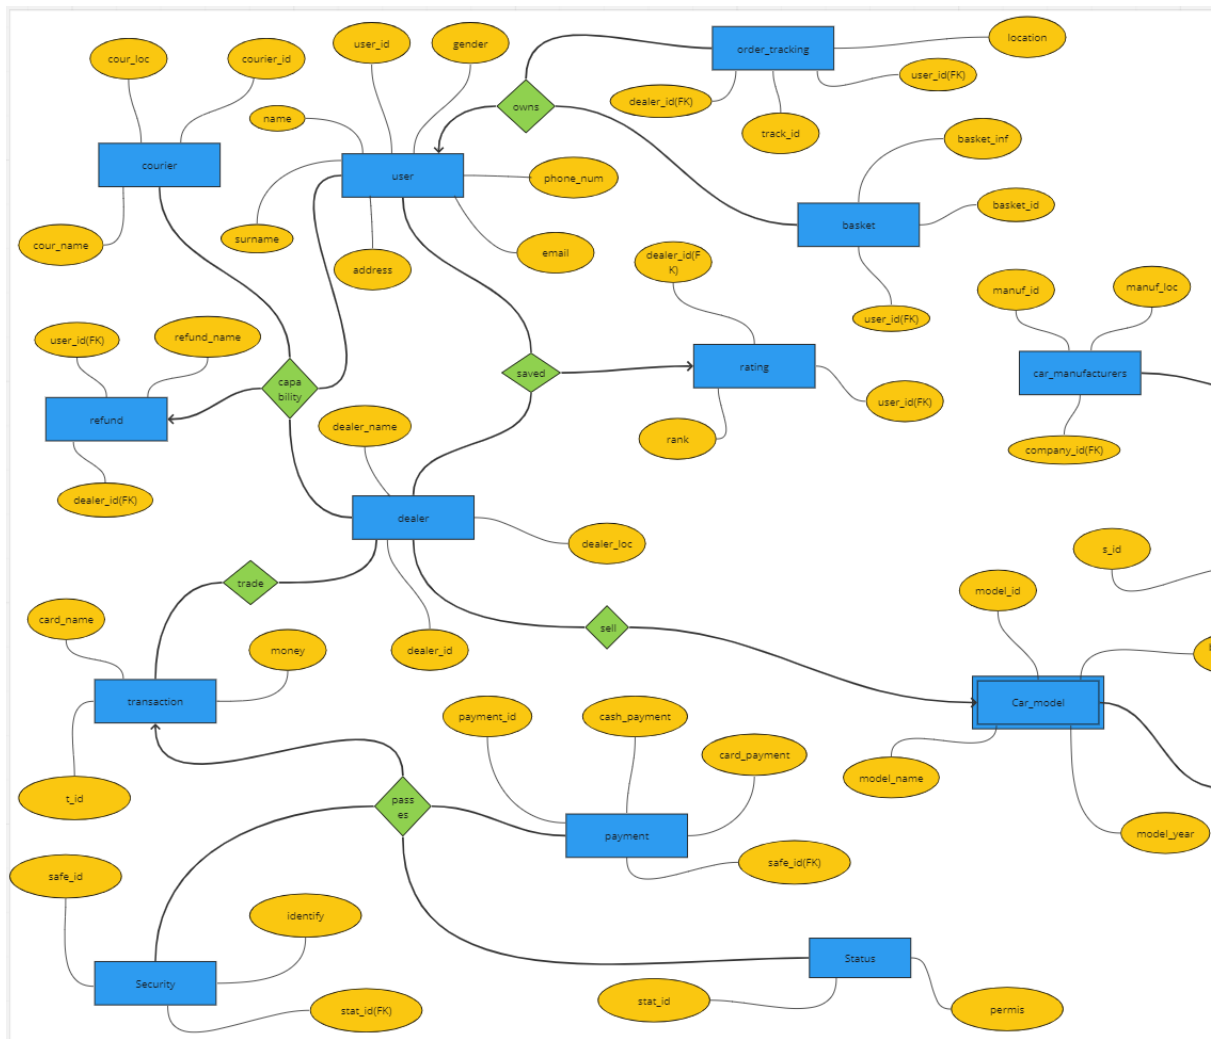 user_id
gender
order_tracking
location
cour_loc
courier_id
user_id(FK)
dealer_id(FK)
owns
name
track_id
basket_inf
courier
user
phone_num
basket_id
basket
cour_name
surname
email
address
dealer_id(F
K)
manuf_id
manuf_loc
user_id(FK)
user_id(FK)
refund_name
saved
rating
car_manufacturers
capa
bility
user_id(FK)
refund
dealer_name
rank
company_id(FK)
dealer_id(FK)
dealer
dealer_loc
s_id
trade
model_id
card_name
sell
money
dealer_id
transaction
Car_model
payment_id
cash_payment
card_payment
model_name
t_id
pass
es
payment
model_year
safe_id
safe_id(FK)
identify
Status
Security
stat_id
stat_id(FK)
permis